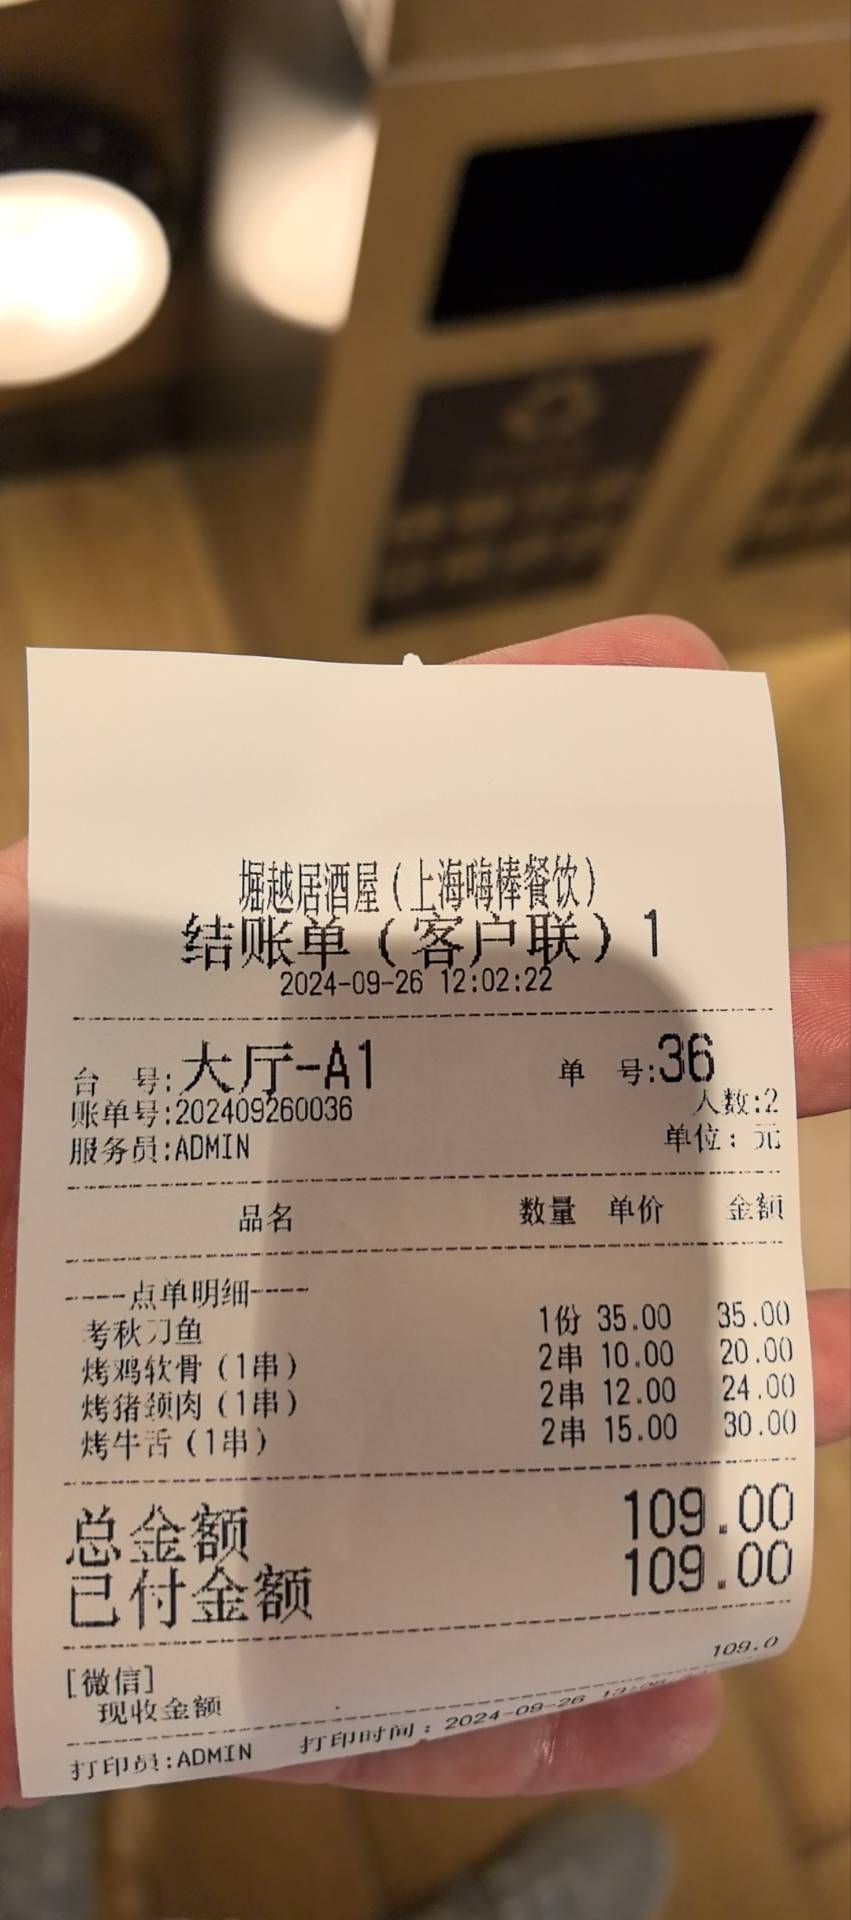 堀越居酒屋（上海嗨棒餐饮）
结账单（客户联）1
2024-09-26 12:02:22
台 号:大厅-A1 单 号:36
账单号:202409260036 人数:2
服务员:ADMIN 单位：元
品名 数量 单价 金额
----点单明细----
考秋刀鱼 1份 35.00 35.00
烤鸡软骨（1串） 2串 10.00 20.00
烤猪颈肉（1串） 2串 12.00 24.00
烤牛舌（1串） 2串 15.00 30.00
总金额 109.00
已付金额 109.00
[微信] 109.0
现收金额
打印员:ADMIN 打印时间：2024-09-26